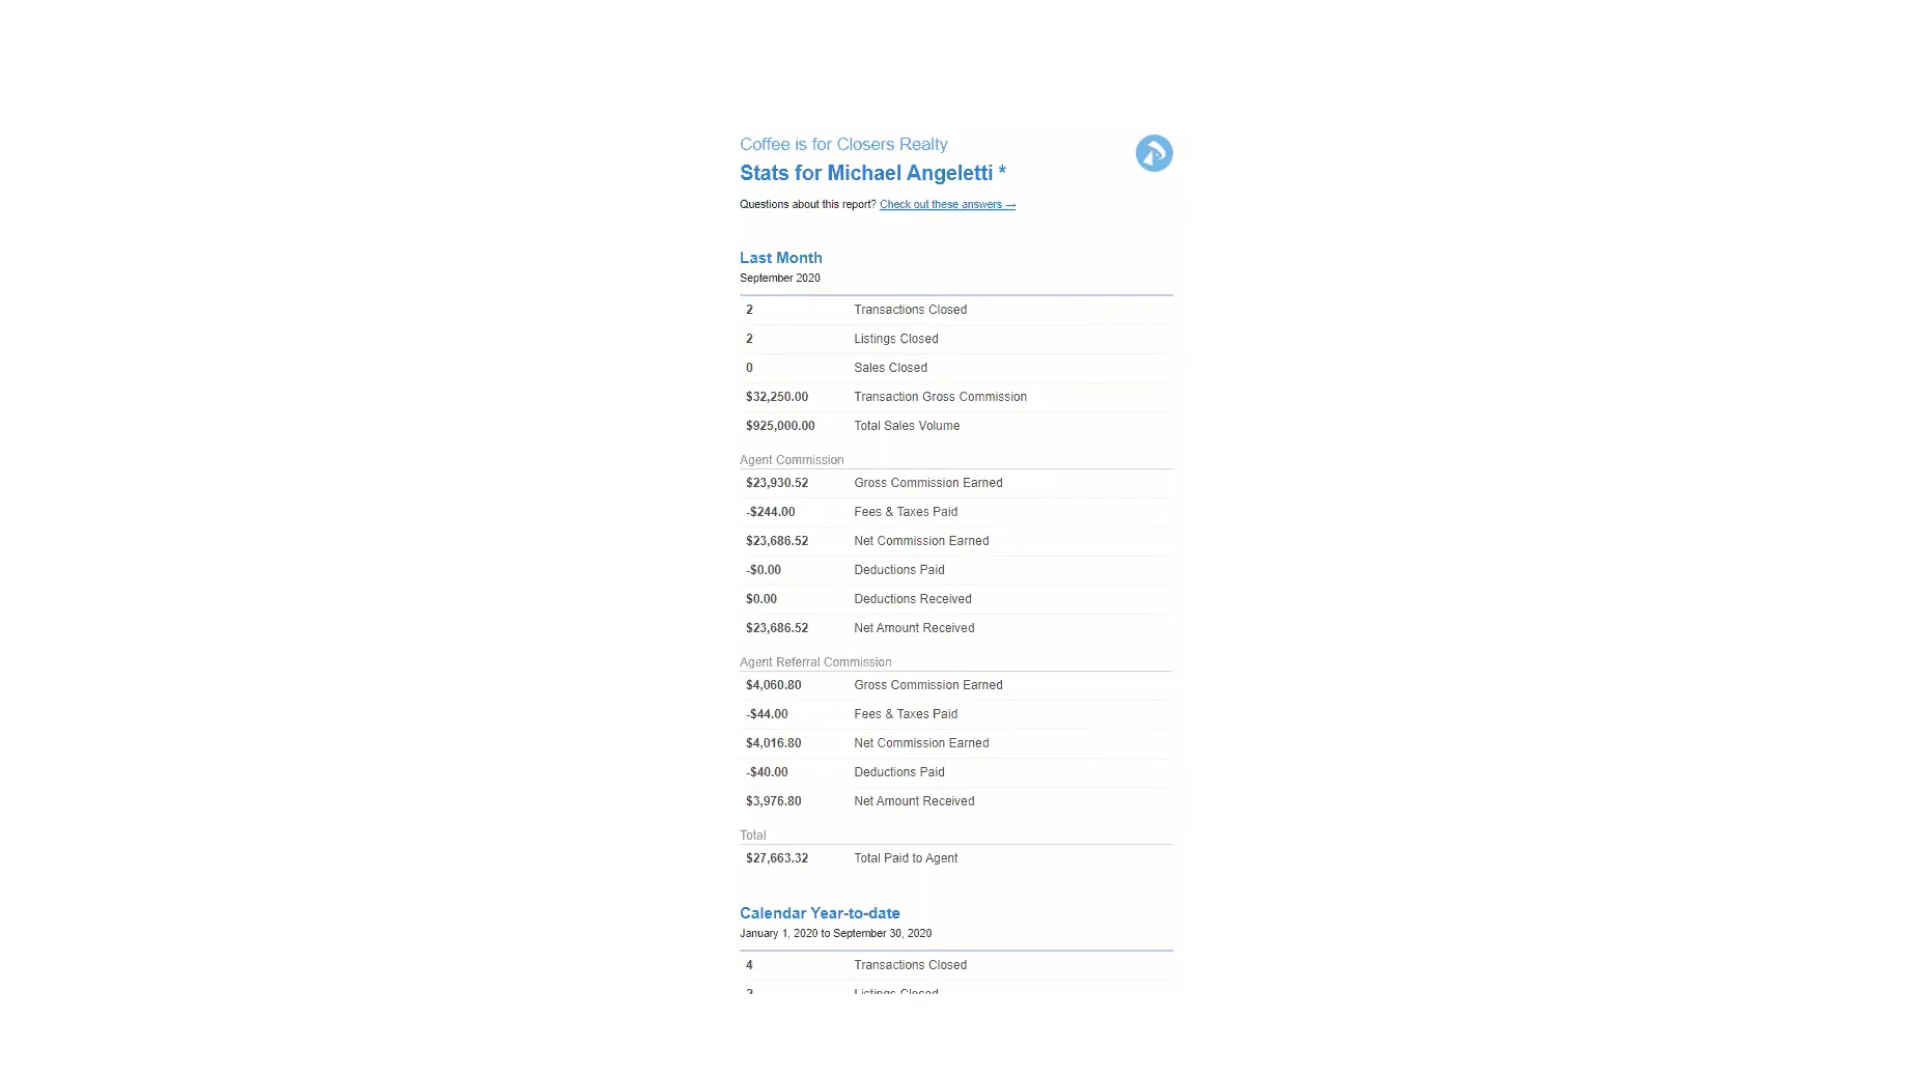 Coffee is for Closers Realty
Stats for Michael Angeletti *
Questions about this report? Check out these answers →
Last Month
September 2020
2 Transactions Closed
2 Listings Closed
0 Sales Closed
$32,250.00 Transaction Gross Commission
$925,000.00 Total Sales Volume
Agent Commission
$23,930.52 Gross Commission Earned
-$244.00 Fees & Taxes Paid
$23,686.52 Net Commission Earned
-$0.00 Deductions Paid
$0.00 Deductions Received
$23,686.52 Net Amount Received
Agent Referral Commission
$4,060.80 Gross Commission Earned
-$44.00 Fees & Taxes Paid
$4,016.80 Net Commission Earned
-$40.00 Deductions Paid
$3,976.80 Net Amount Received
Total
$27,663.32 Total Paid to Agent
Calendar Year-to-date
January 1, 2020 to September 30, 2020
4 Transactions Closed
Listings Closed